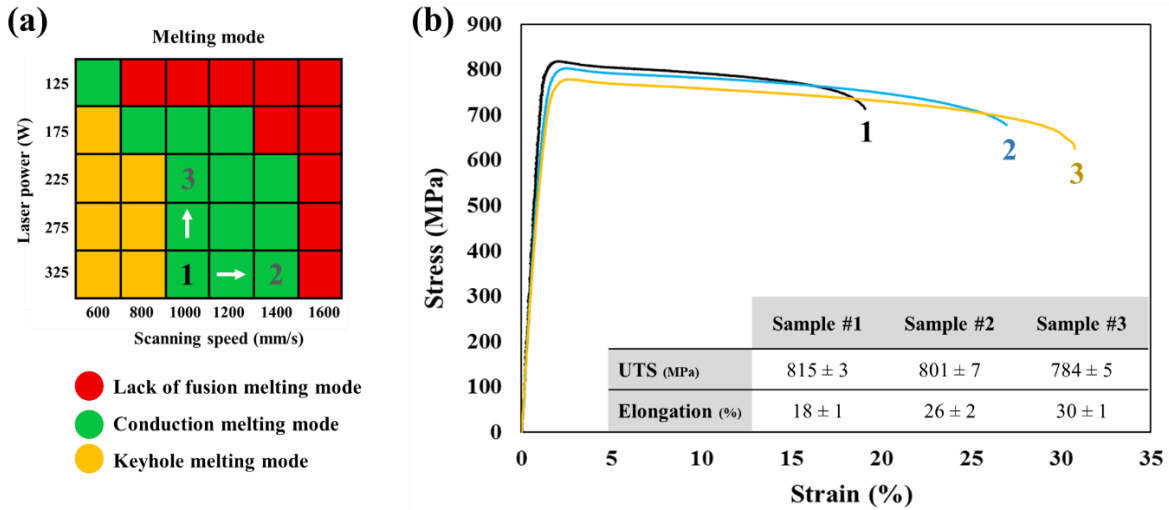 (a)
Melting mode
Laser power (W)
125
175
225
275
325
3
1
2
600 800 1000 1200 1400 1600
Scanning speed (mm/s)
Lack of fusion melting mode
Conduction melting mode
Keyhole melting mode
(b)
Stress (MPa)
900
800
700
600
500
400
300
200
100
0
1
2
3
Sample #1 Sample #2 Sample #3
UTS (MPa) 815 ± 3 801 ± 7 784 ± 5
Elongation (%) 18 ± 1 26 ± 2 30 ± 1
0 5 10 15 20 25 30 35
Strain (%)